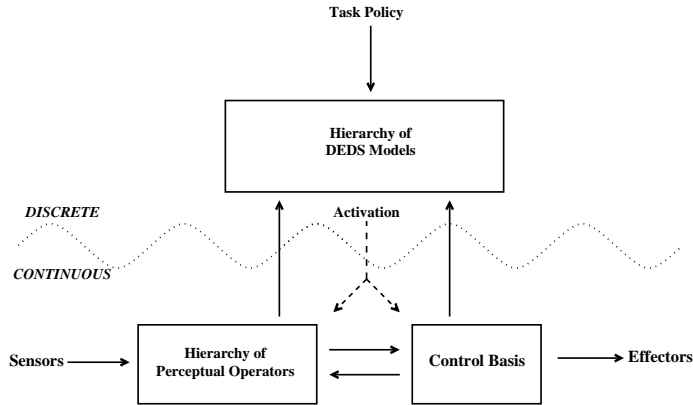 Task Policy
Hierarchy of
DEDS Models
DISCRETE
Activation
CONTINUOUS
Sensors
Hierarchy of
Perceptual Operators
Control Basis
Effectors